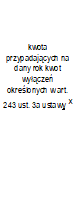 kwota
przypadających na
dany rok kwot
wyłączeń
określonych w art.
243 ust. 3a ustawy x